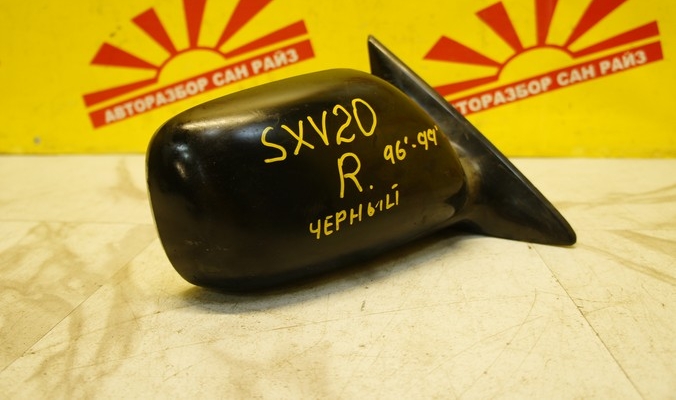 АВТОРАЗБОР САН РАЙЗ
АВТОРАЗБОР САН РАЙЗ
SXV20
96'-99'
R.
ЧЕРНЫЙ